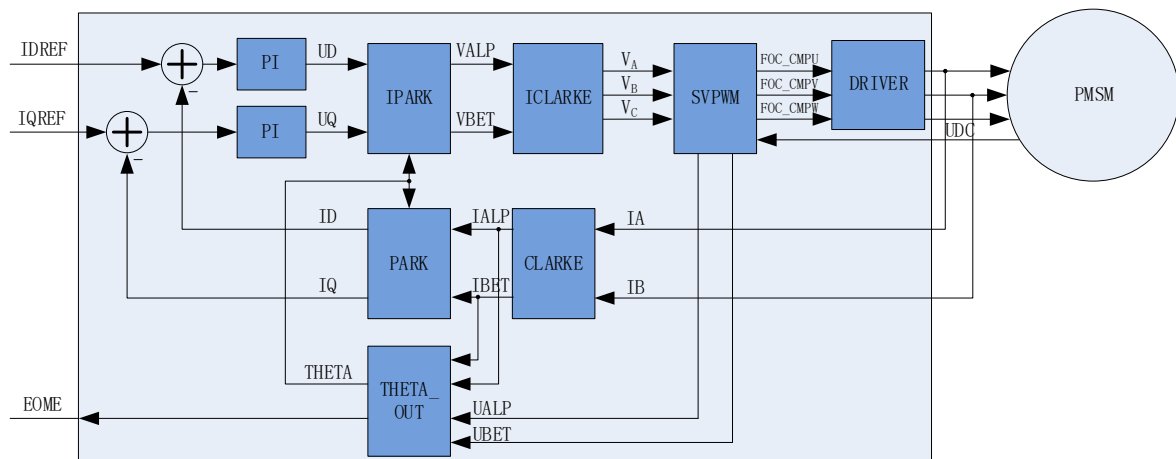 IDREF
IQREF
EOME
+
-
+
-
PI
UD
PI
UQ
IPARK
VALP
VBET
ICLARKE
VA
VB
VC
SVPWM
FOC_CMPU
FOC_CMPV
FOC_CMPW
DRIVER
UDC
PMSM
ID
IQ
PARK
IALP
IBET
CLARKE
IA
IB
THETA
THETA_
OUT
UALP
UBET